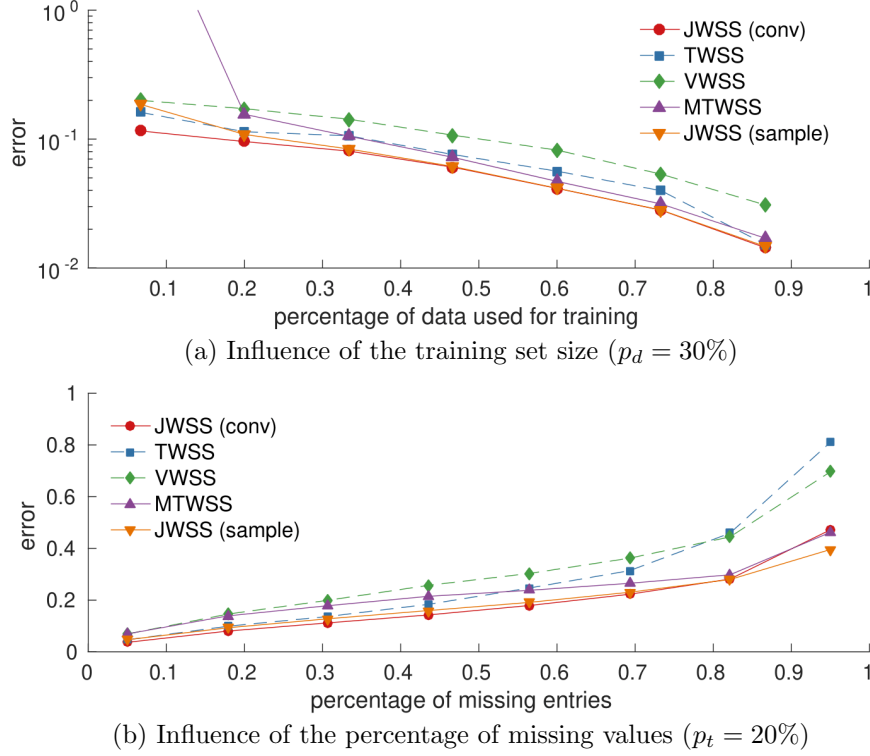 10^0
10^-1
10^-2
error
JWSS (conv)
TWSS
VWSS
MTWSS
JWSS (sample)
0.1 0.2 0.3 0.4 0.5 0.6 0.7 0.8 0.9 1
percentage of data used for training
(a) Influence of the training set size (p_d = 30%)
1
0.8
0.6
0.4
0.2
0
error
JWSS (conv)
TWSS
VWSS
MTWSS
JWSS (sample)
0 0.1 0.2 0.3 0.4 0.5 0.6 0.7 0.8 0.9 1
percentage of missing entries
(b) Influence of the percentage of missing values (p_t = 20%)